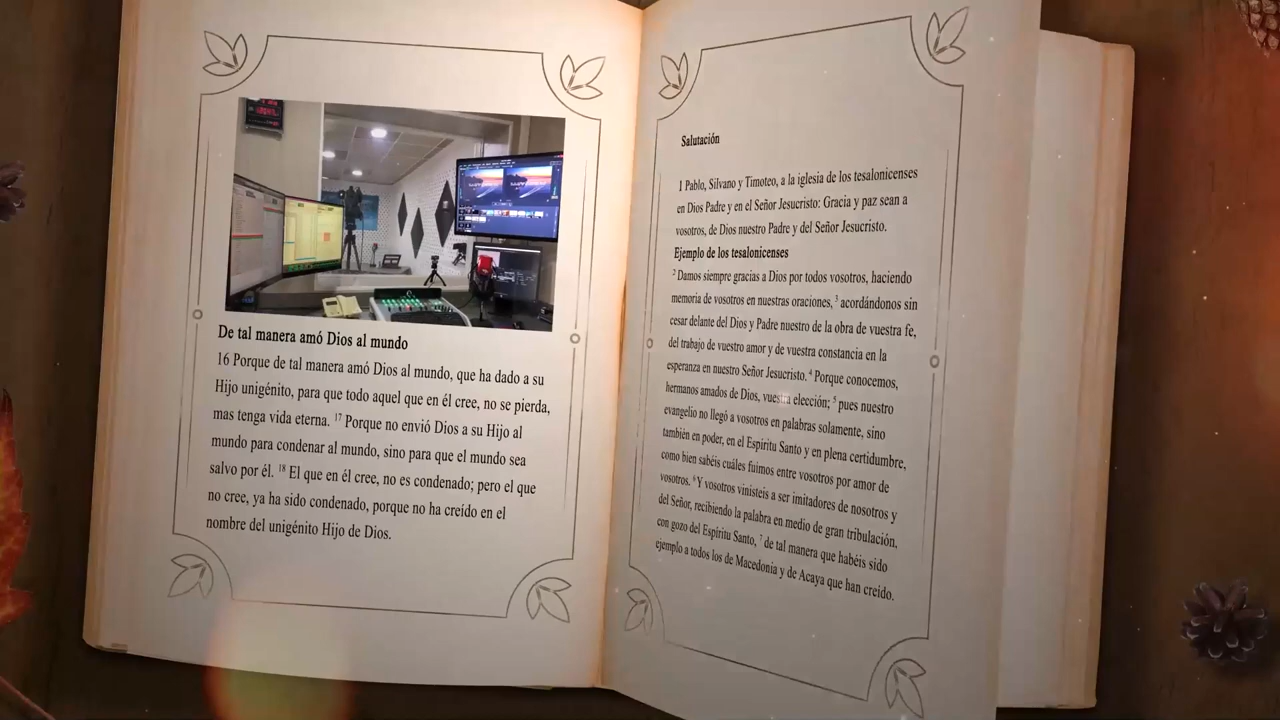 De tal manera amó Dios al mundo
16 Porque de tal manera amó Dios al mundo, que ha dado a su
Hijo unigénito, para que todo aquel que en él cree, no se pierda,
mas tenga vida eterna. 17 Porque no envió Dios a su Hijo al
mundo para condenar al mundo, sino para que el mundo sea
salvo por él. 18 El que en él cree, no es condenado; pero el que
no cree, ya ha sido condenado, porque no ha creído en el
nombre del unigénito Hijo de Dios.
Salutación
1 Pablo, Silvano y Timoteo, a la iglesia de los tesalonicenses
en Dios Padre y en el Señor Jesucristo: Gracia y paz sean a
vosotros, de Dios nuestro Padre y del Señor Jesucristo.
Ejemplo de los tesalonicenses
2 Damos siempre gracias a Dios por todos vosotros, haciendo
memoria de vosotros en nuestras oraciones, 3 acordándonos sin
cesar delante del Dios y Padre nuestro de la obra de vuestra fe,
del trabajo de vuestro amor y de vuestra constancia en la
esperanza en nuestro Señor Jesucristo. 4 Porque conocemos,
hermanos amados de Dios, vuestra elección; 5 pues nuestro
evangelio no llegó a vosotros en palabras solamente, sino
también en poder, en el Espíritu Santo y en plena certidumbre,
como bien sabéis cuáles fuimos entre vosotros por amor de
vosotros. 6 Y vosotros vinisteis a ser imitadores de nosotros y
del Señor, recibiendo la palabra en medio de gran tribulación,
con gozo del Espíritu Santo, 7 de tal manera que habéis sido
ejemplo a todos los de Macedonia y de Acaya que han creído.